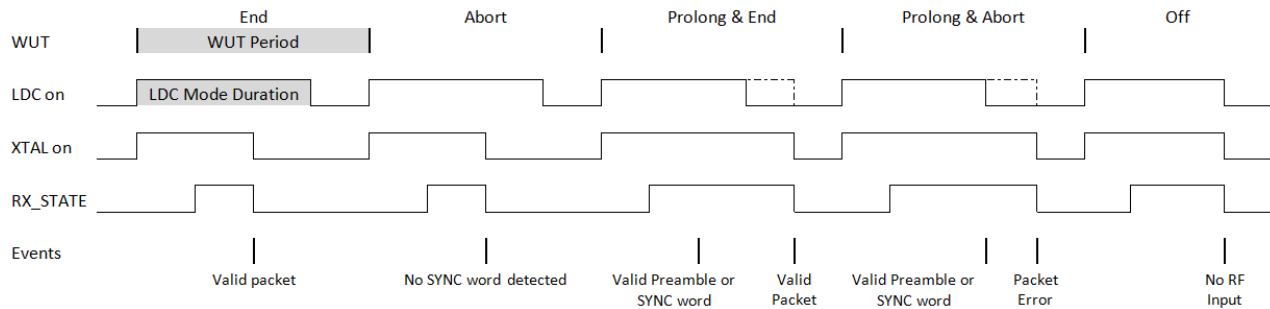 End Abort Prolong & End Prolong & Abort Off
WUT WUT Period
LDC on LDC Mode Duration
XTAL on
RX_STATE
Events
Valid packet No SYNC word detected Valid Preamble or Valid Valid Preamble or Packet No RF
SYNC word Packet SYNC word Error Input